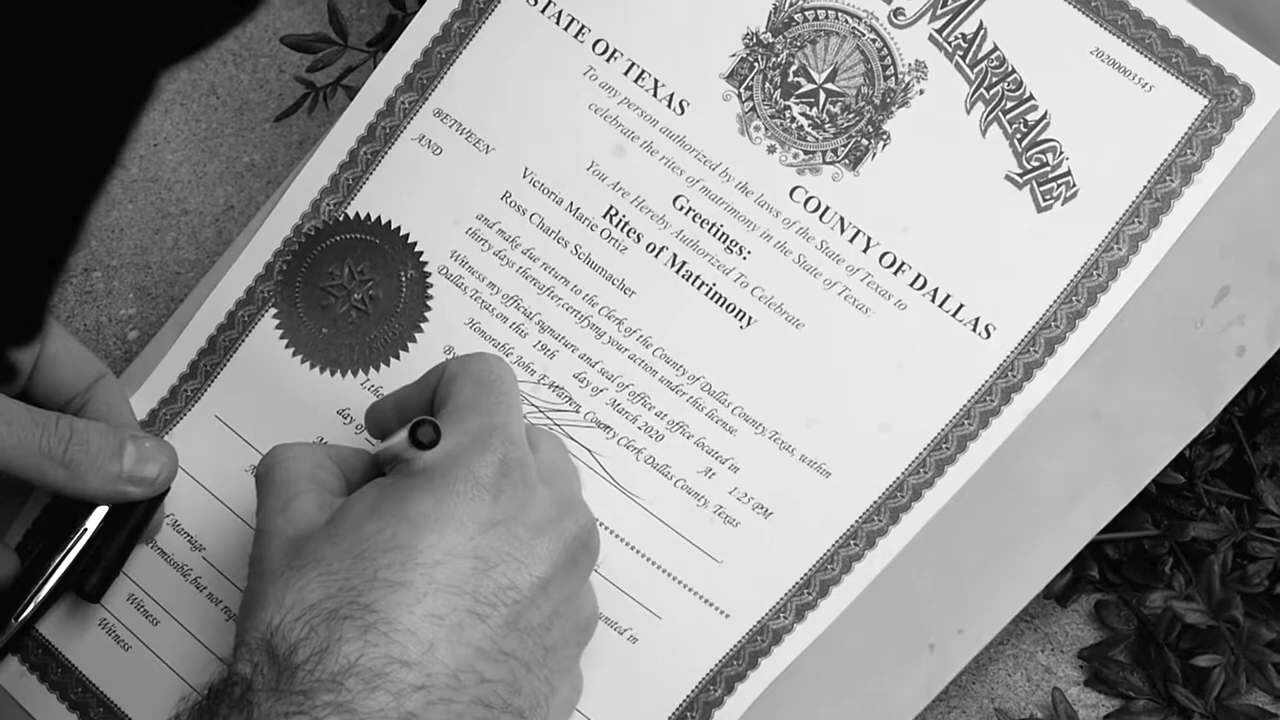 MARRIAGE
20200003545
STATE OF TEXAS
COUNTY OF DALLAS
To any person authorized by the laws of the State of Texas to
celebrate the rites of matrimony in the State of Texas:
Greetings:
You Are Hereby Authorized To Celebrate
Rites of Matrimony
BETWEEN
Victoria Marie Ortiz
AND
Ross Charles Schumacher
and make due return to the Clerk of the County of Dallas County, Texas, within
thirty days thereafter, certifying your action under this license.
Witness my official signature and seal of office at office located in
Dallas, Texas, on this 19th day of March 2020 At 1:25 PM
Honorable John F. Warren, County Clerk Dallas County, Texas
By
I, the
day of
united in
of Marriage
Permissible, but not
Witness
Witness